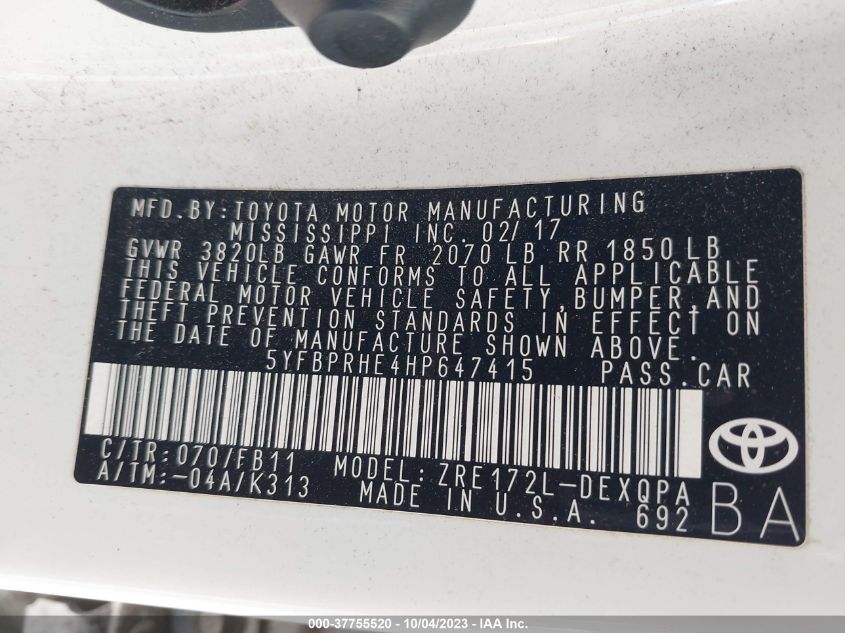 MFD.BY:TOYOTA MOTOR MANUFACTURING
MISSISSIPPI INC. 02/17
GVWR 3820LB GAWR FR 2070LB RR 1850LB
THIS VEHICLE CONFORMS TO ALL APPLICABLE
FEDERAL MOTOR VEHICLE SAFETY,BUMPER,AND
THEFT PREVENTION STANDARDS IN EFFECT ON
THE DATE OF MANUFACTURE SHOWN ABOVE.
5YFBPRHE4HP647415 PASS.CAR
C/TR:070/FB11 MODEL:ZRE172L-DEXQPA
A/TM:-04A/K313 MADE IN U.S.A. 692 BA
000-37755520 - 10/04/2023 - IAA Inc.